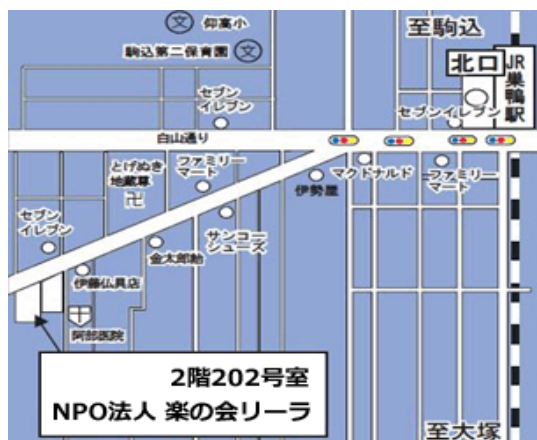 仰高小
至駒込
駒込第二保育園
北口
JR
巣鴨
駅
セブン
イレブン
セブンイレブン
白山通り
とげぬき
地蔵尊
ファミリー
マート
マクドナルド
ファミリー
マート
伊勢屋
セブン
イレブン
サンコー
シューズ
金太郎飴
伊藤仏具店
阿部医院
2階202号室
NPO法人 楽の会リーラ
至大塚
文
文
卍